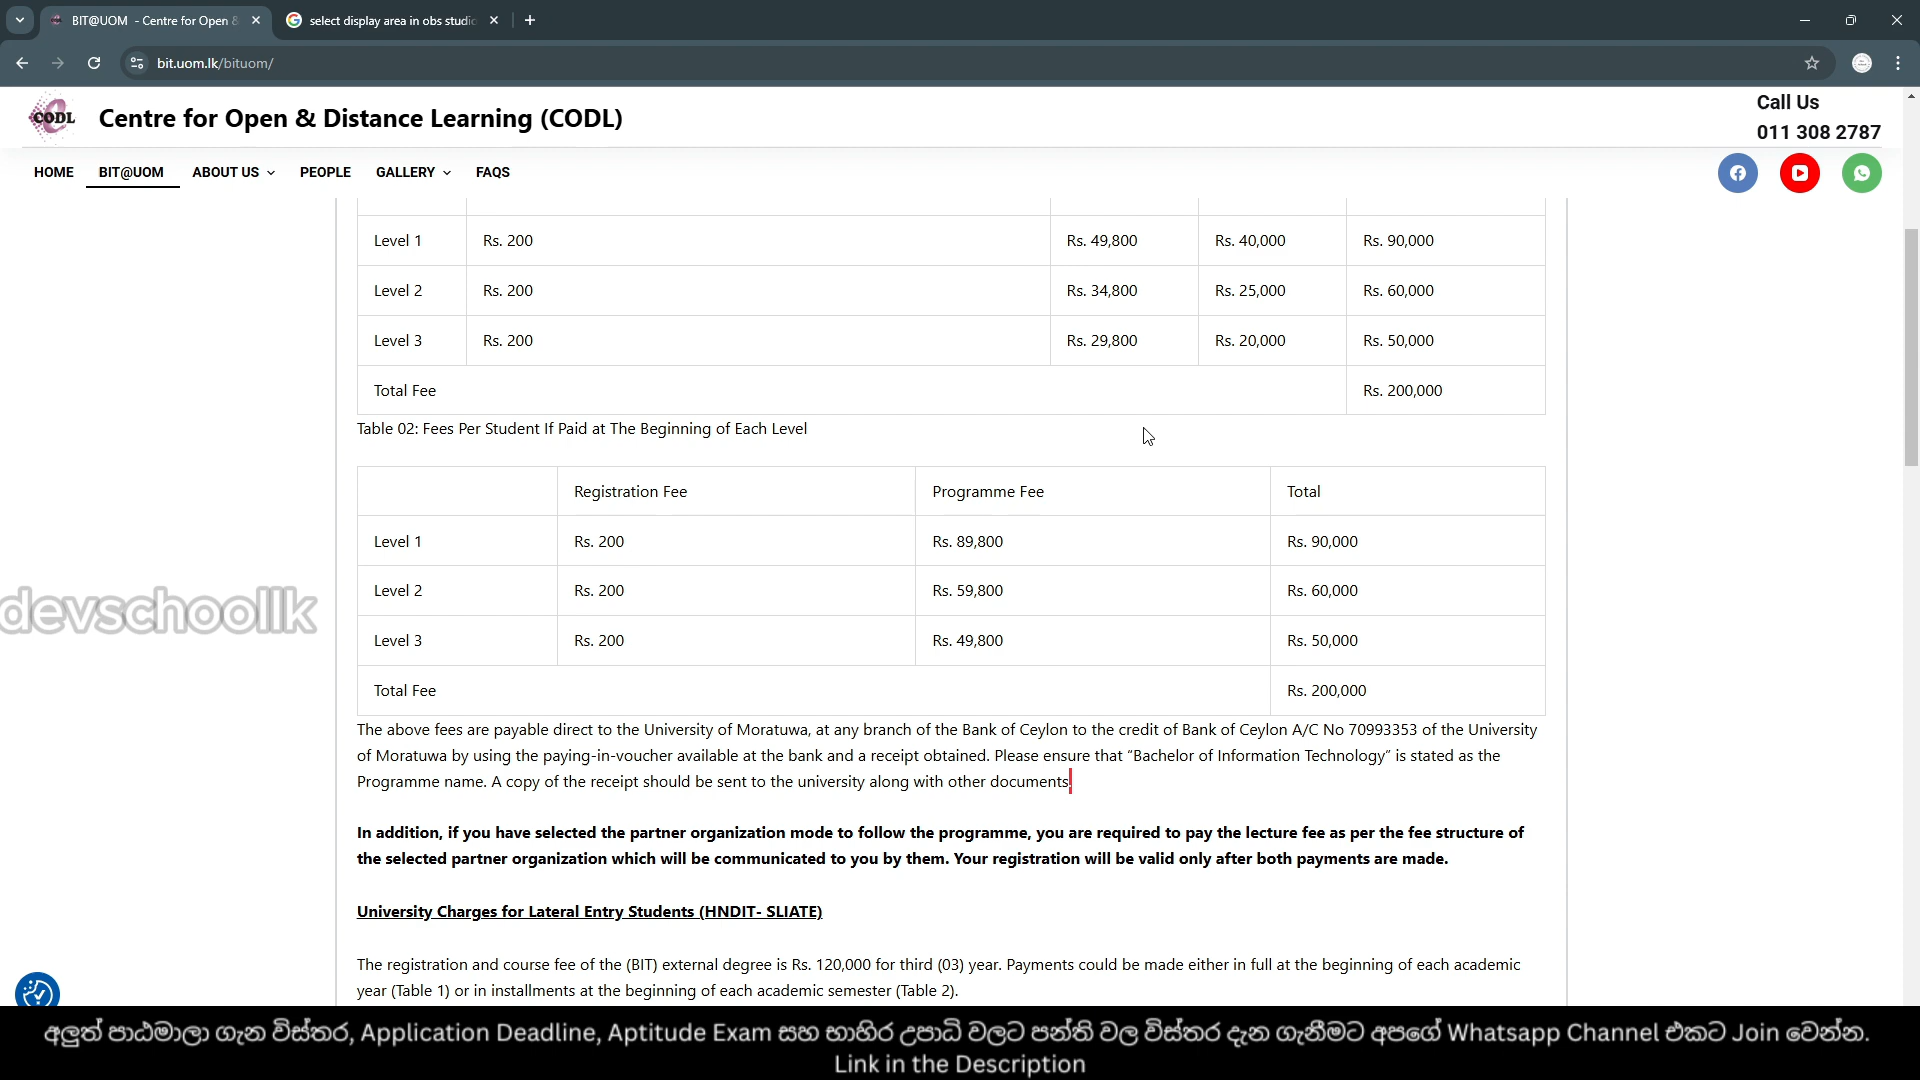 BIT@UOM - Centre for Open &
select display area in obs studio
bit.uom.lk/bituom/
CODL
Centre for Open & Distance Learning (CODL)
Call Us
011 308 2787
HOME BIT@UOM ABOUT US PEOPLE GALLERY FAQS
Level 1 Rs. 200 Rs. 49,800 Rs. 40,000 Rs. 90,000
Level 2 Rs. 200 Rs. 34,800 Rs. 25,000 Rs. 60,000
Level 3 Rs. 200 Rs. 29,800 Rs. 20,000 Rs. 50,000
Total Fee Rs. 200,000
Table 02: Fees Per Student If Paid at The Beginning of Each Level
Registration Fee Programme Fee Total
Level 1 Rs. 200 Rs. 89,800 Rs. 90,000
Level 2 Rs. 200 Rs. 59,800 Rs. 60,000
Level 3 Rs. 200 Rs. 49,800 Rs. 50,000
Total Fee Rs. 200,000
devschoollk
The above fees are payable direct to the University of Moratuwa, at any branch of the Bank of Ceylon to the credit of Bank of Ceylon A/C No 70993353 of the University
of Moratuwa by using the paying-in-voucher available at the bank and a receipt obtained. Please ensure that “Bachelor of Information Technology” is stated as the
Programme name. A copy of the receipt should be sent to the university along with other documents.
In addition, if you have selected the partner organization mode to follow the programme, you are required to pay the lecture fee as per the fee structure of
the selected partner organization which will be communicated to you by them. Your registration will be valid only after both payments are made.
University Charges for Lateral Entry Students (HNDIT- SLIATE)
The registration and course fee of the (BIT) external degree is Rs. 120,000 for third (03) year. Payments could be made either in full at the beginning of each academic
year (Table 1) or in installments at the beginning of each academic semester (Table 2).
අලුත් පාඨමාලා ගැන විස්තර, Application Deadline, Aptitude Exam සහ භාහිර උපාධි වලට පන්ති වල විස්තර දැන ගැනීමට අපගේ Whatsapp Channel එකට Join වෙන්න.
Link in the Description